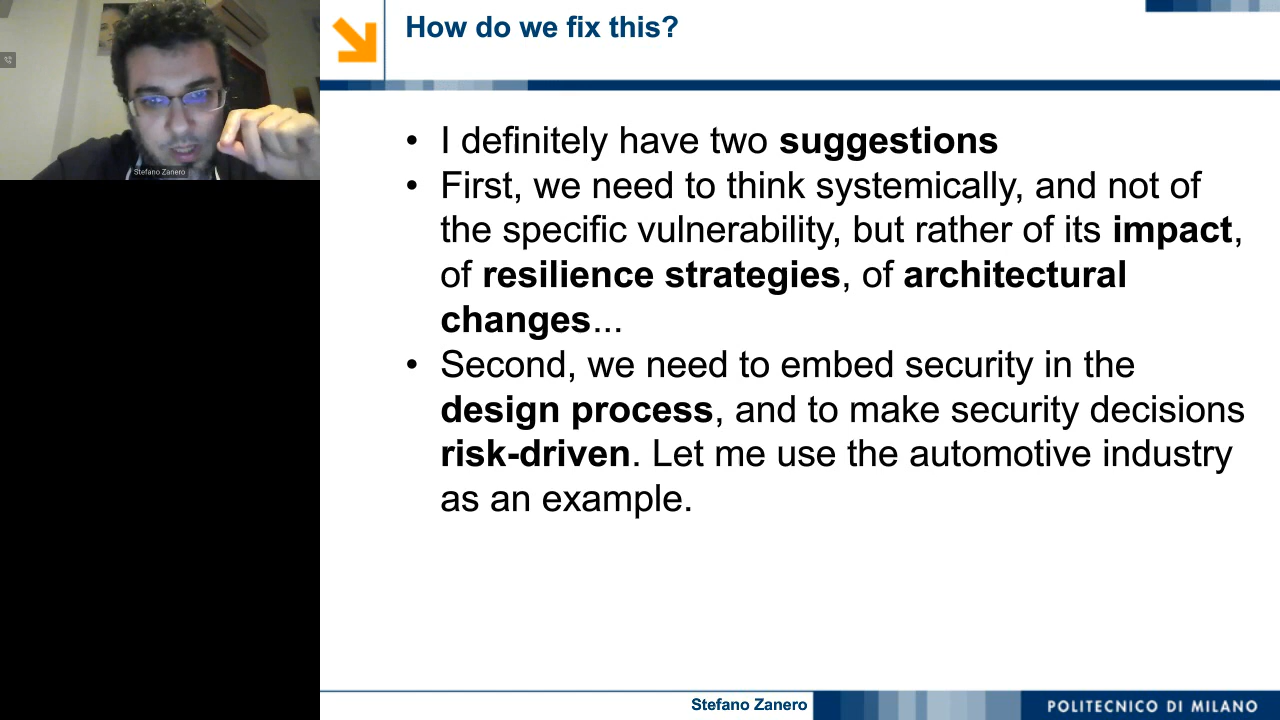 How do we fix this?
Stefano Zanero
• I definitely have two suggestions
• First, we need to think systemically, and not of
the specific vulnerability, but rather of its impact,
of resilience strategies, of architectural
changes...
• Second, we need to embed security in the
design process, and to make security decisions
risk-driven. Let me use the automotive industry
as an example.
Stefano Zanero
POLITECNICO DI MILANO